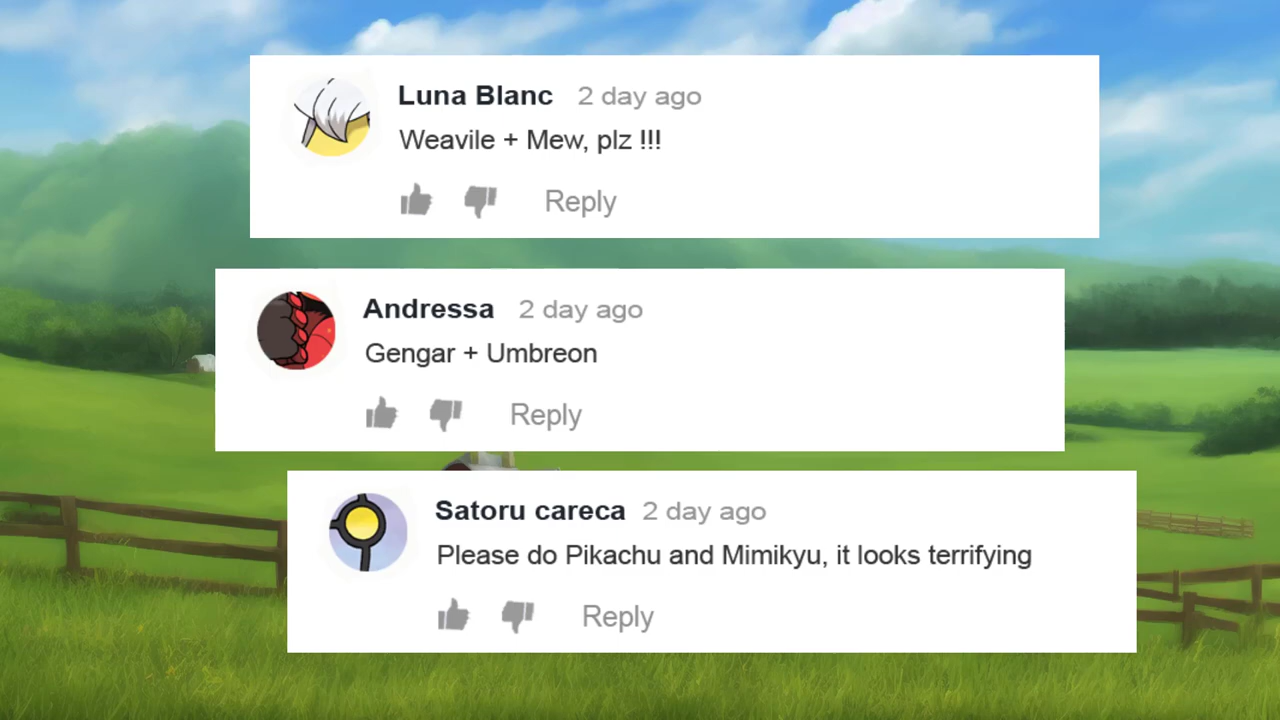 Luna Blanc 2 day ago
Weavile + Mew, plz !!!
Reply
Andressa 2 day ago
Gengar + Umbreon
Reply
Satoru careca 2 day ago
Please do Pikachu and Mimikyu, it looks terrifying
Reply